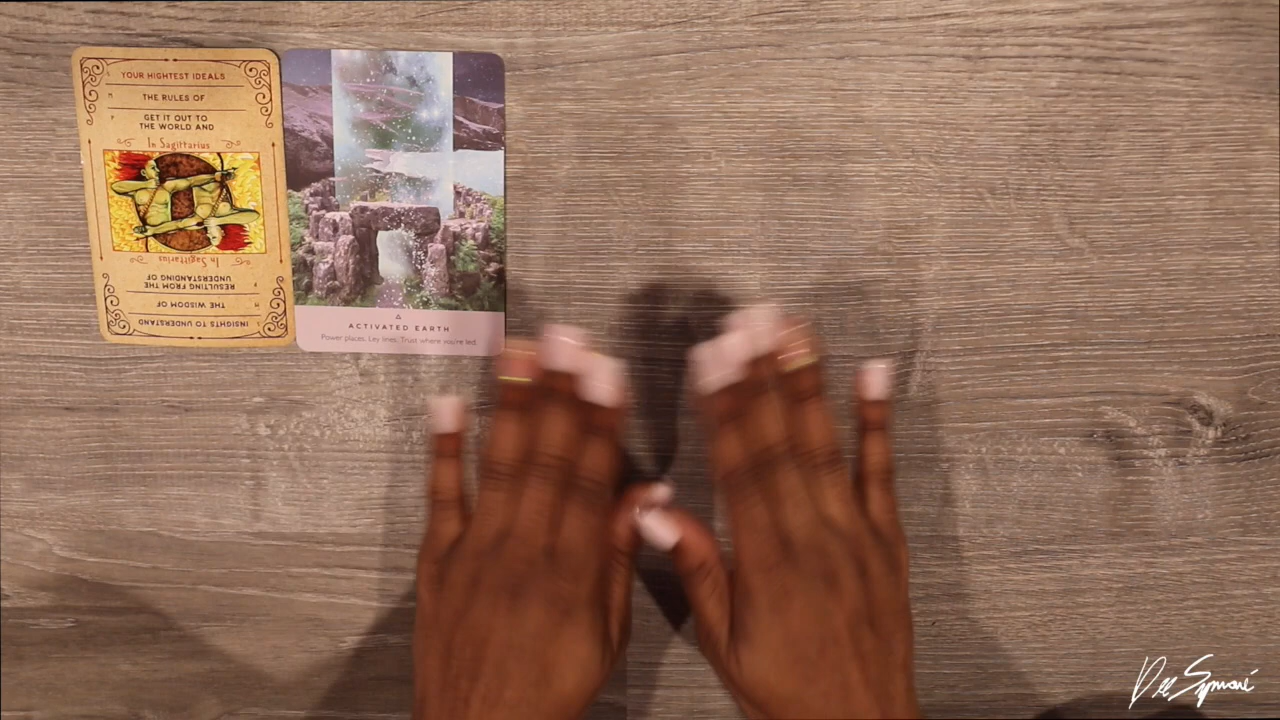 YOUR HIGHTEST IDEALS
THE RULES OF
GET IT OUT TO
THE WORLD AND
In Sagittarius
In Sagittarius
RESULTING FROM THE
UNDERSTANDING OF
THE WISDOM OF
INSIGHTS TO UNDERSTAND
ACTIVATED EARTH
Power places. Ley lines. Trust where you're led.